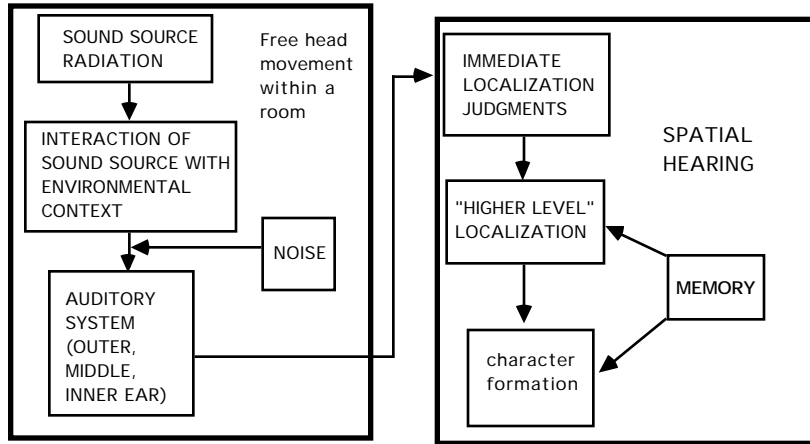 SOUND SOURCE
RADIATION
Free head
movement
within a
room
INTERACTION OF
SOUND SOURCE WITH
ENVIRONMENTAL
CONTEXT
NOISE
AUDITORY
SYSTEM
(OUTER,
MIDDLE,
INNER EAR)
IMMEDIATE
LOCALIZATION
JUDGMENTS
SPATIAL
HEARING
"HIGHER LEVEL"
LOCALIZATION
MEMORY
character
formation